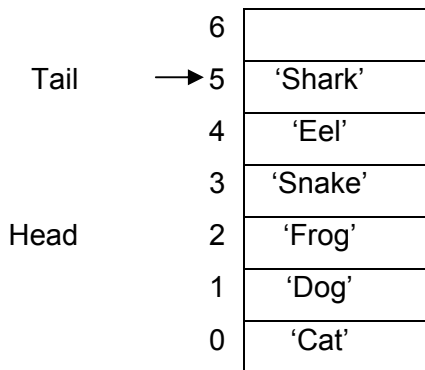 6
Tail 5 ‘Shark’
4 ‘Eel’
3 ‘Snake’
Head 2 ‘Frog’
1 ‘Dog’
0 ‘Cat’